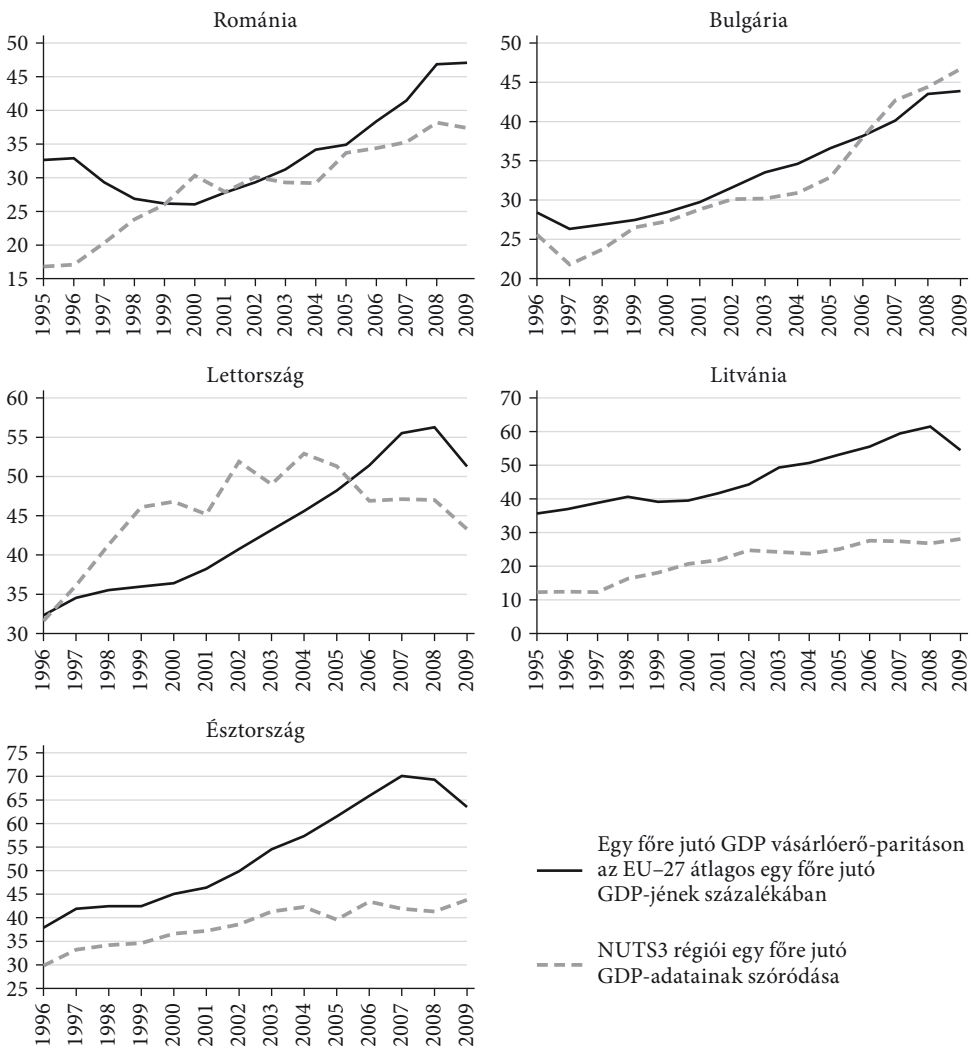 Románia
50
45
40
35
30
25
20
15
1995 1996 1997 1998 1999 2000 2001 2002 2003 2004 2005 2006 2007 2008 2009
Bulgária
50
45
40
35
30
25
20
1996 1997 1998 1999 2000 2001 2002 2003 2004 2005 2006 2007 2008 2009
Lettország
60
55
50
45
40
35
30
1996 1997 1998 1999 2000 2001 2002 2003 2004 2005 2006 2007 2008 2009
Litvánia
70
60
50
40
30
20
10
0
1995 1996 1997 1998 1999 2000 2001 2002 2003 2004 2005 2006 2007 2008 2009
Észtország
75
70
65
60
55
50
45
40
35
30
25
1996 1997 1998 1999 2000 2001 2002 2003 2004 2005 2006 2007 2008 2009
Egy főre jutó GDP vásárlóerő-paritáson
az EU–27 átlagos egy főre jutó
GDP-jének százalékában
NUTS3 régiói egy főre jutó
GDP-adatainak szóródása